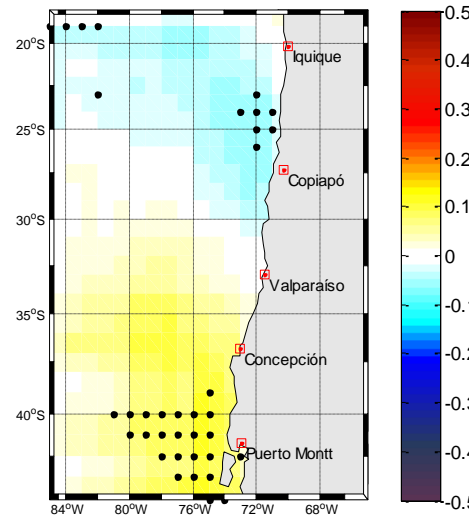 20°S
25°S
30°S
35°S
40°S
84°W
80°W
76°W
72°W
68°W
Iquique
Copiapó
Valparaíso
Concepción
Puerto Montt
0.5
0.4
0.3
0.2
0.1
0
-0.1
-0.2
-0.3
-0.4
-0.5